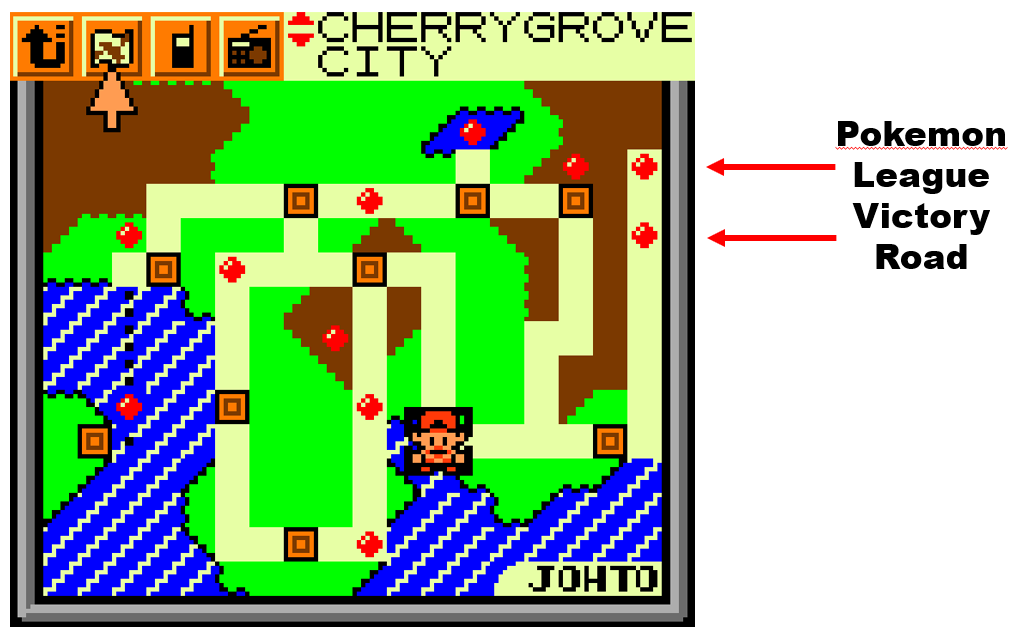 CHERRYGROVE
CITY
Pokemon
League
Victory
Road
JOHTO